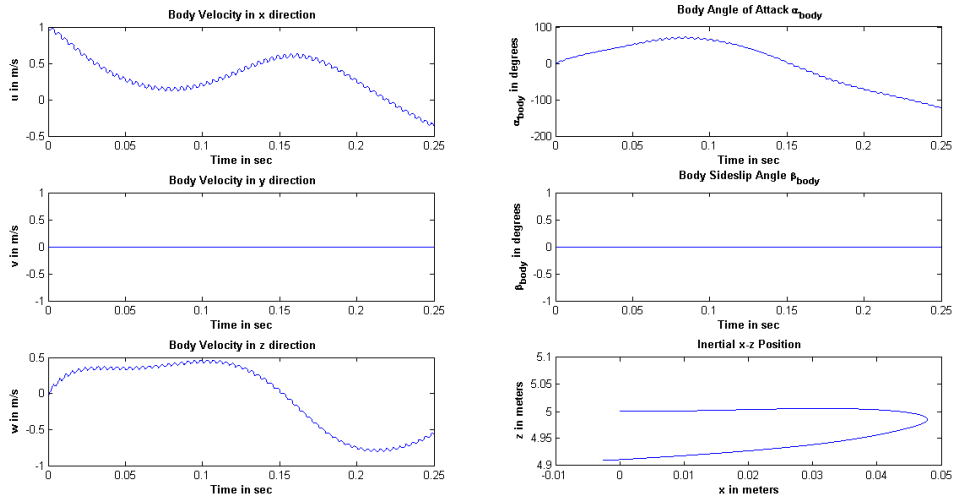 Body Velocity in x direction
1
0.5
0
-0.5
u in m/s
0 0.05 0.1 0.15 0.2 0.25
Time in sec
Body Angle of Attack α_body
100
0
-100
-200
α_body in degrees
0 0.05 0.1 0.15 0.2 0.25
Time in sec
Body Velocity in y direction
1
0.5
0
-0.5
-1
v in m/s
0 0.05 0.1 0.15 0.2 0.25
Time in sec
Body Sideslip Angle β_body
1
0.5
0
-0.5
-1
β_body in degrees
0 0.05 0.1 0.15 0.2 0.25
Time in sec
Body Velocity in z direction
0.5
0
-0.5
-1
w in m/s
0 0.05 0.1 0.15 0.2 0.25
Time in sec
Inertial x-z Position
5.1
5.05
5
4.95
4.9
z in meters
-0.01 0 0.01 0.02 0.03 0.04 0.05
x in meters